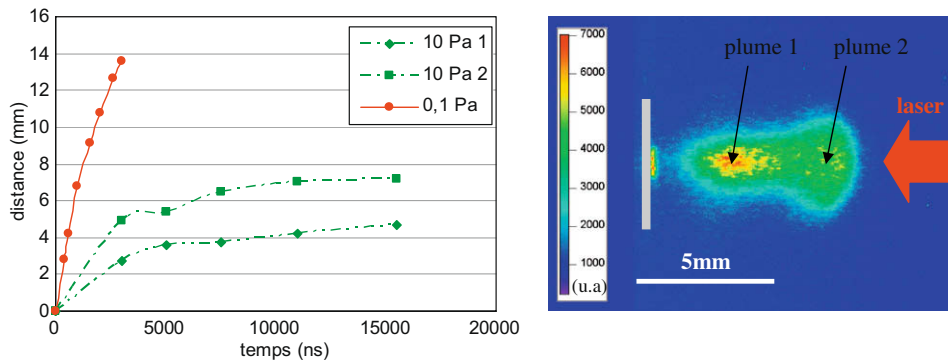 16
14
12
10
8
6
4
2
0
distance (mm)
0
5000
10000
15000
20000
temps (ns)
10 Pa 1
10 Pa 2
0,1 Pa
7000
6000
5000
4000
3000
2000
1000
(u.a)
plume 1
plume 2
laser
5mm